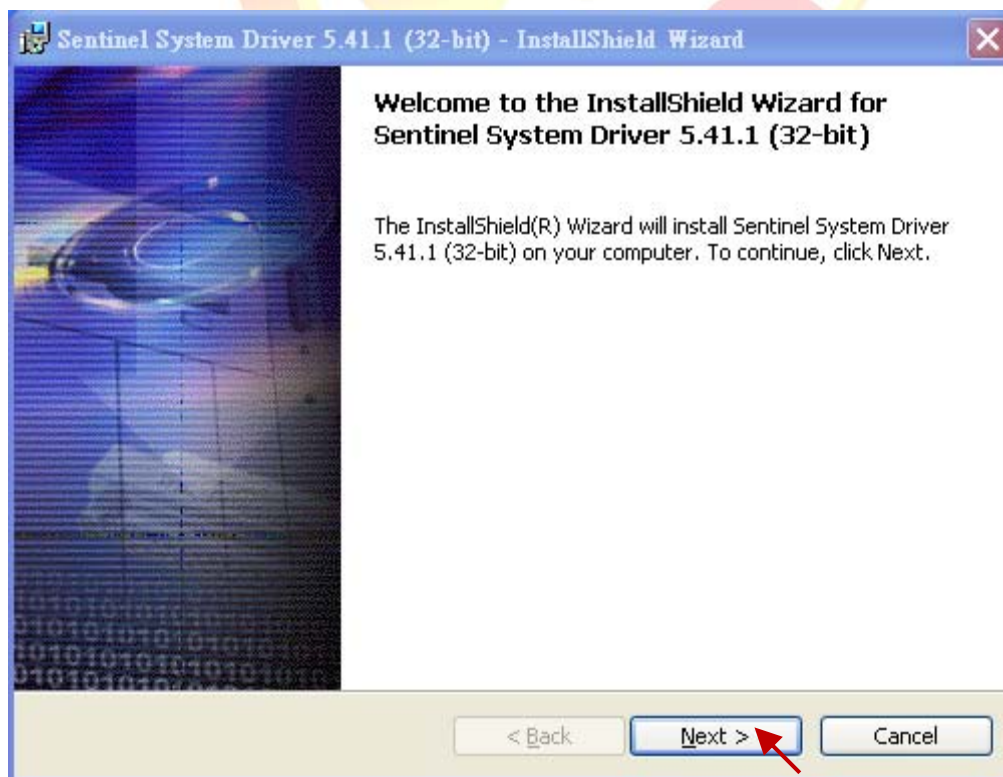 Sentinel System Driver 5.41.1 (32-bit) - InstallShield Wizard
Welcome to the InstallShield Wizard for
Sentinel System Driver 5.41.1 (32-bit)
The InstallShield(R) Wizard will install Sentinel System Driver
5.41.1 (32-bit) on your computer. To continue, click Next.
< Back
Next >
Cancel